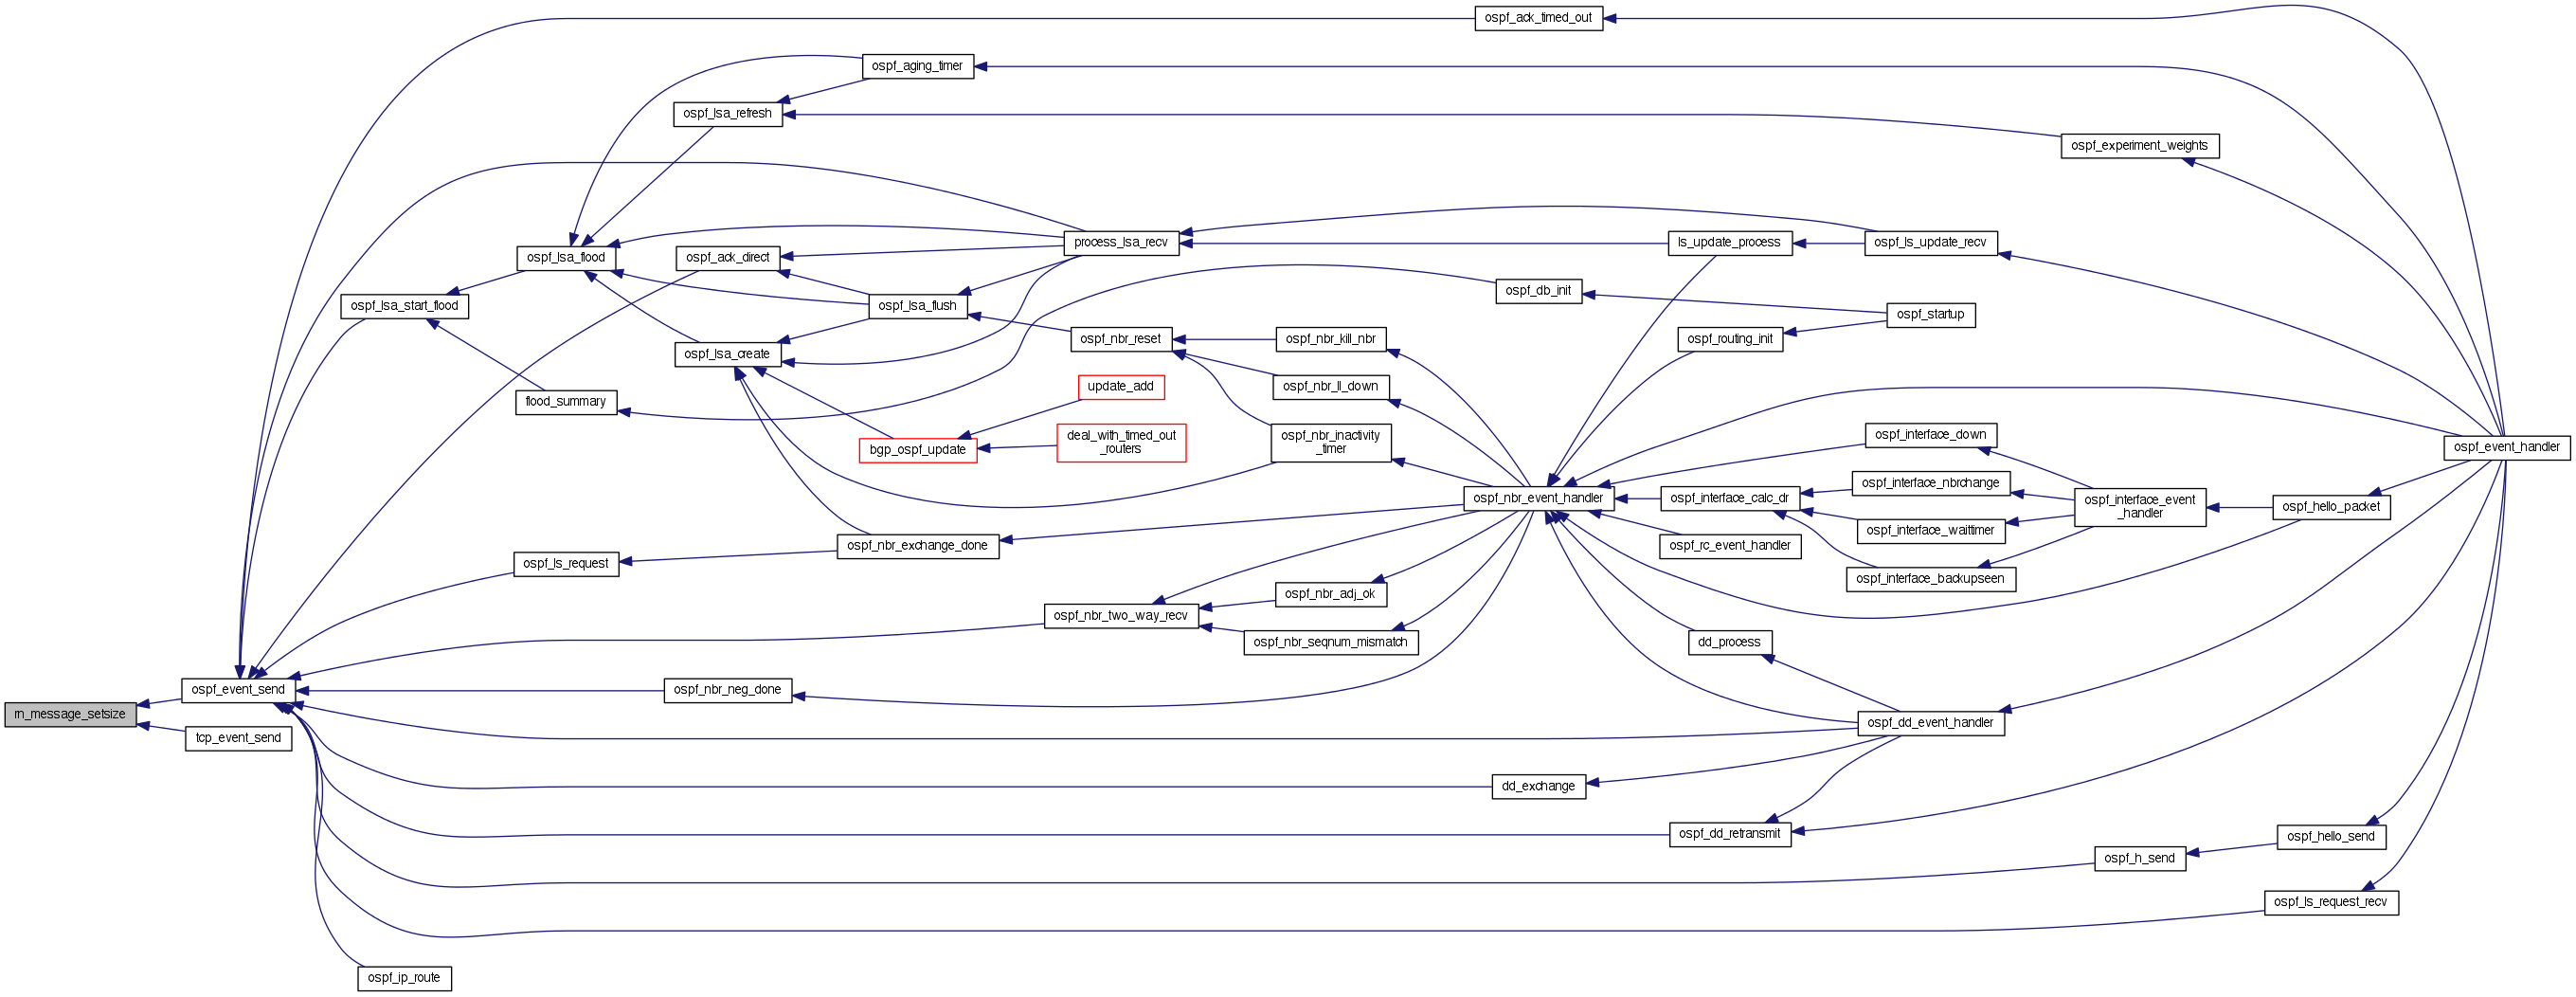 ospf_ack_timed_out
ospf_aging_timer
ospf_lsa_refresh
ospf_experiment_weights
process_lsa_recv
ls_update_process
ospf_ls_update_recv
ospf_lsa_flood
ospf_ack_direct
ospf_db_init
ospf_lsa_start_flood
ospf_lsa_flush
ospf_startup
ospf_nbr_reset
ospf_nbr_kill_nbr
ospf_routing_init
ospf_lsa_create
update_add
ospf_nbr_ll_down
flood_summary
bgp_ospf_update
deal_with_timed_out
_routers
ospf_nbr_inactivity
_timer
ospf_interface_down
ospf_event_handler
ospf_interface_nbrchange
ospf_nbr_event_handler
ospf_interface_calc_dr
ospf_interface_event
_handler
ospf_hello_packet
ospf_interface_waittimer
ospf_nbr_exchange_done
ospf_rc_event_handler
ospf_ls_request
ospf_interface_backupseen
ospf_nbr_adj_ok
ospf_nbr_two_way_recv
ospf_nbr_seqnum_mismatch
dd_process
ospf_event_send
ospf_nbr_neg_done
rn_message_setsize
ospf_dd_event_handler
tcp_event_send
dd_exchange
ospf_dd_retransmit
ospf_hello_send
ospf_h_send
ospf_ls_request_recv
ospf_ip_route